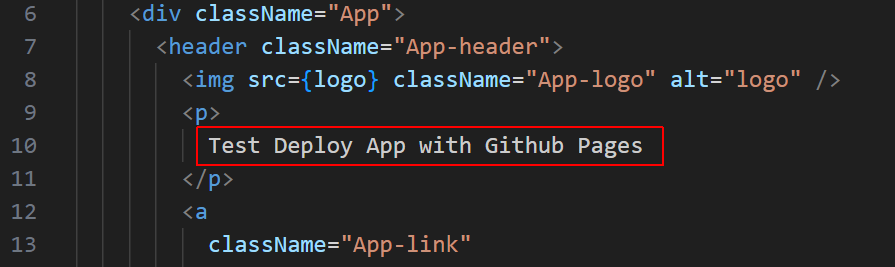 6 <div className="App">
7 <header className="App-header">
8 <img src={logo} className="App-logo" alt="logo" />
9 <p>
10 Test Deploy App with Github Pages
11 </p>
12 <a
13 className="App-link"